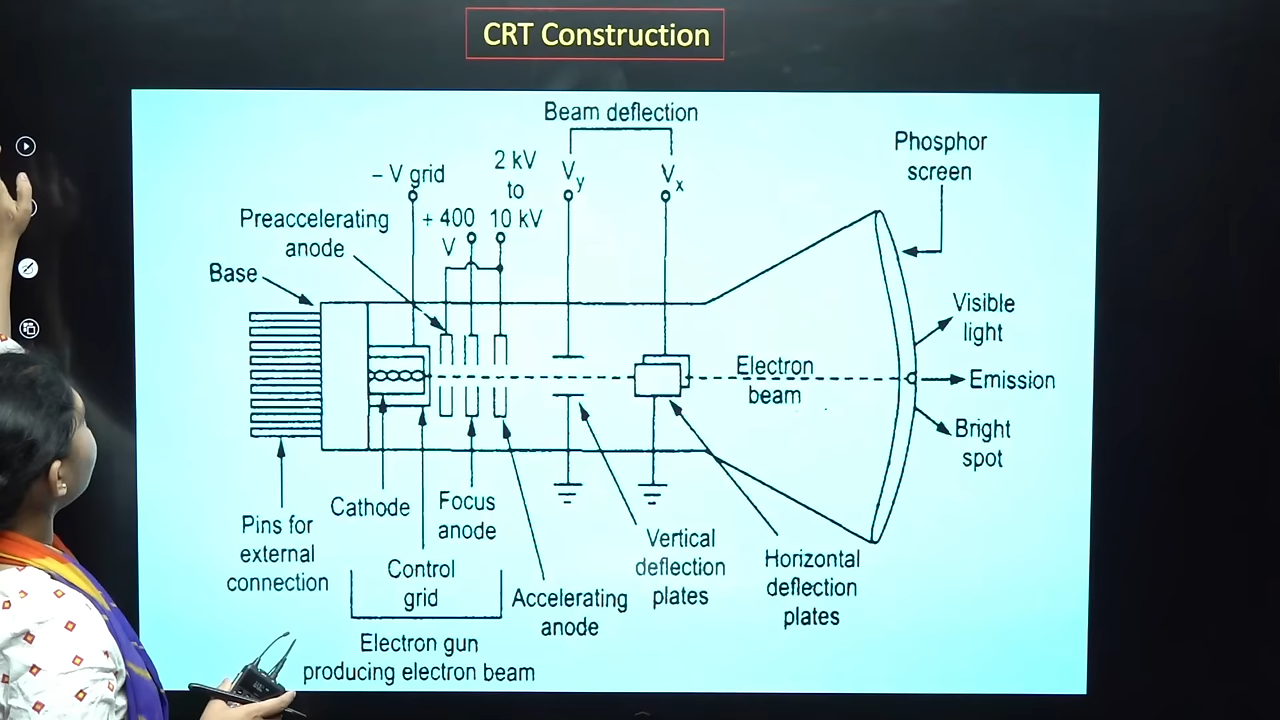 CRT Construction
Beam deflection
Phosphor
screen
2 kV
to
10 kV
Vy
Vx
– V grid
+ 400
V
Preaccelerating
anode
Base
Visible
light
Electron
beam
Emission
Bright
spot
Cathode
Focus
anode
Pins for
external
connection
Control
grid
Accelerating
anode
Vertical
deflection
plates
Horizontal
deflection
plates
Electron gun
producing electron beam